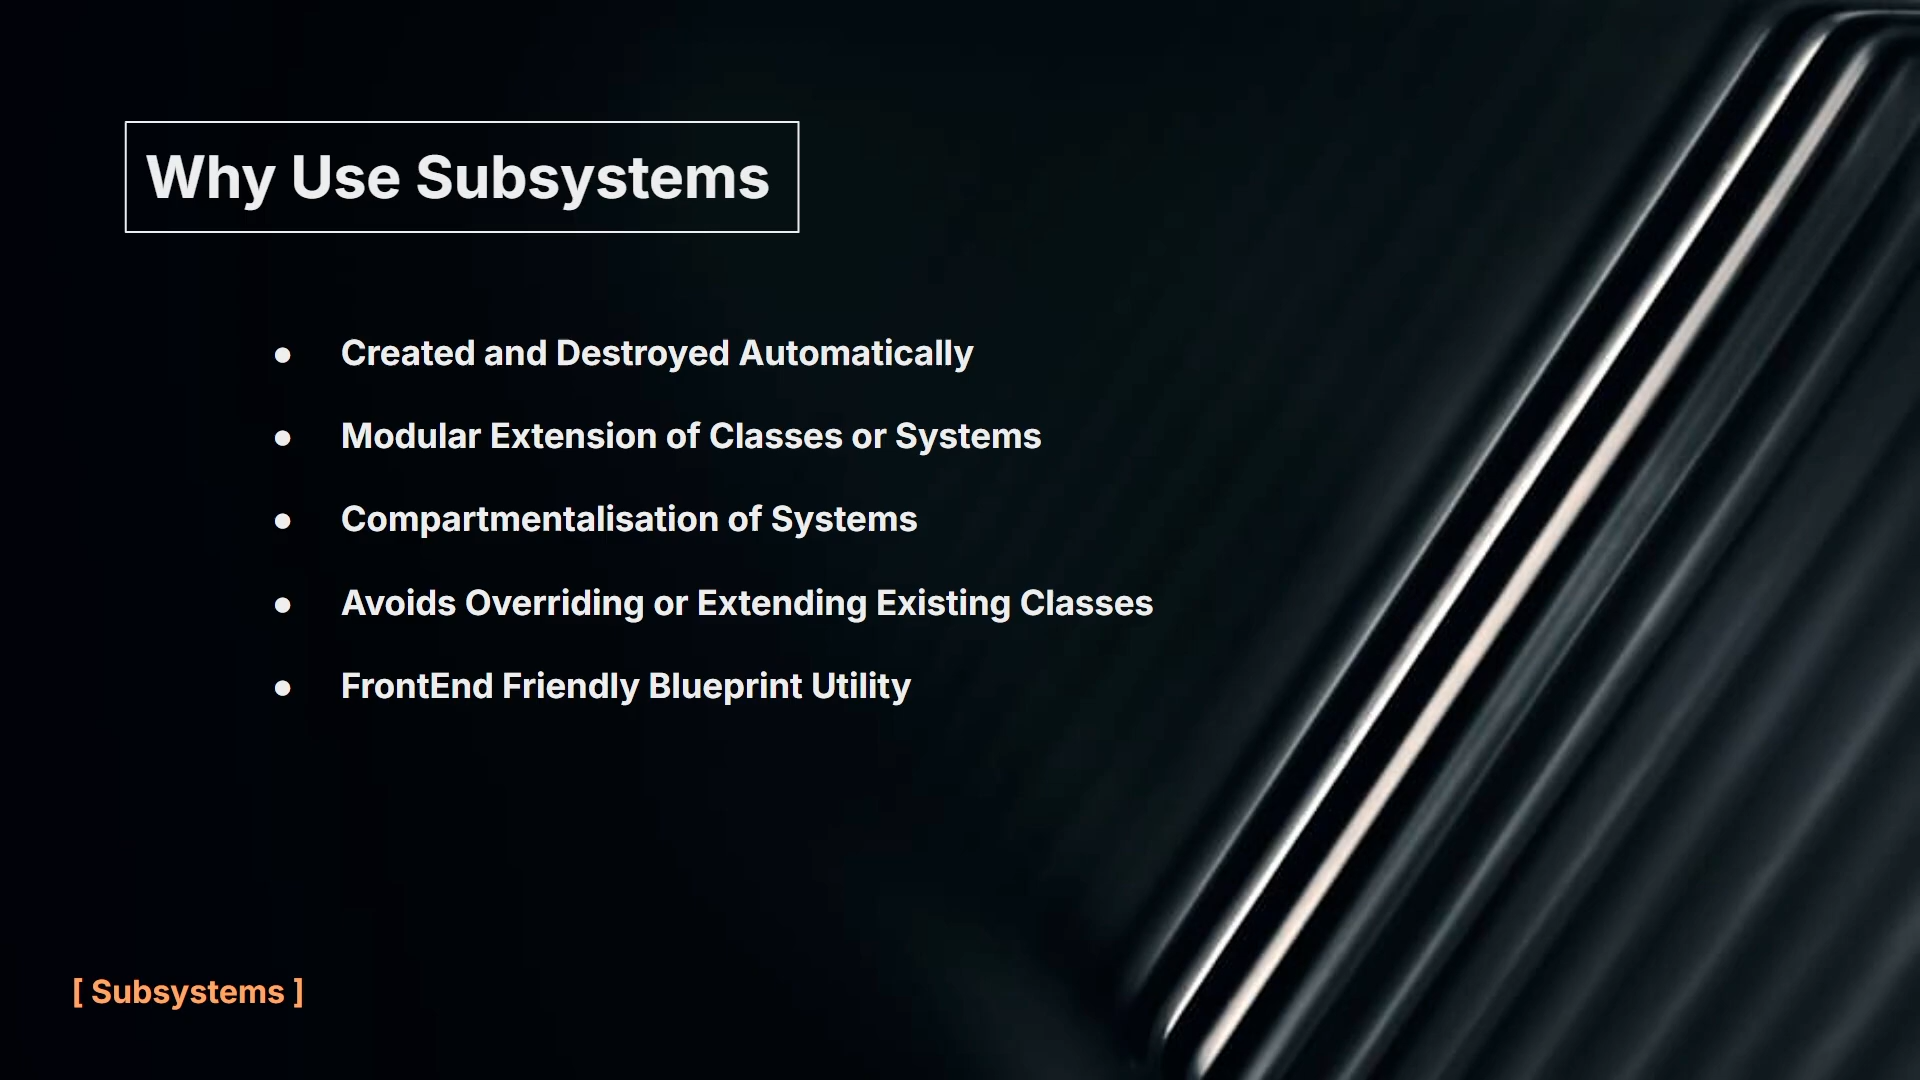 Why Use Subsystems
● Created and Destroyed Automatically
● Modular Extension of Classes or Systems
● Compartmentalisation of Systems
● Avoids Overriding or Extending Existing Classes
● FrontEnd Friendly Blueprint Utility
[ Subsystems ]